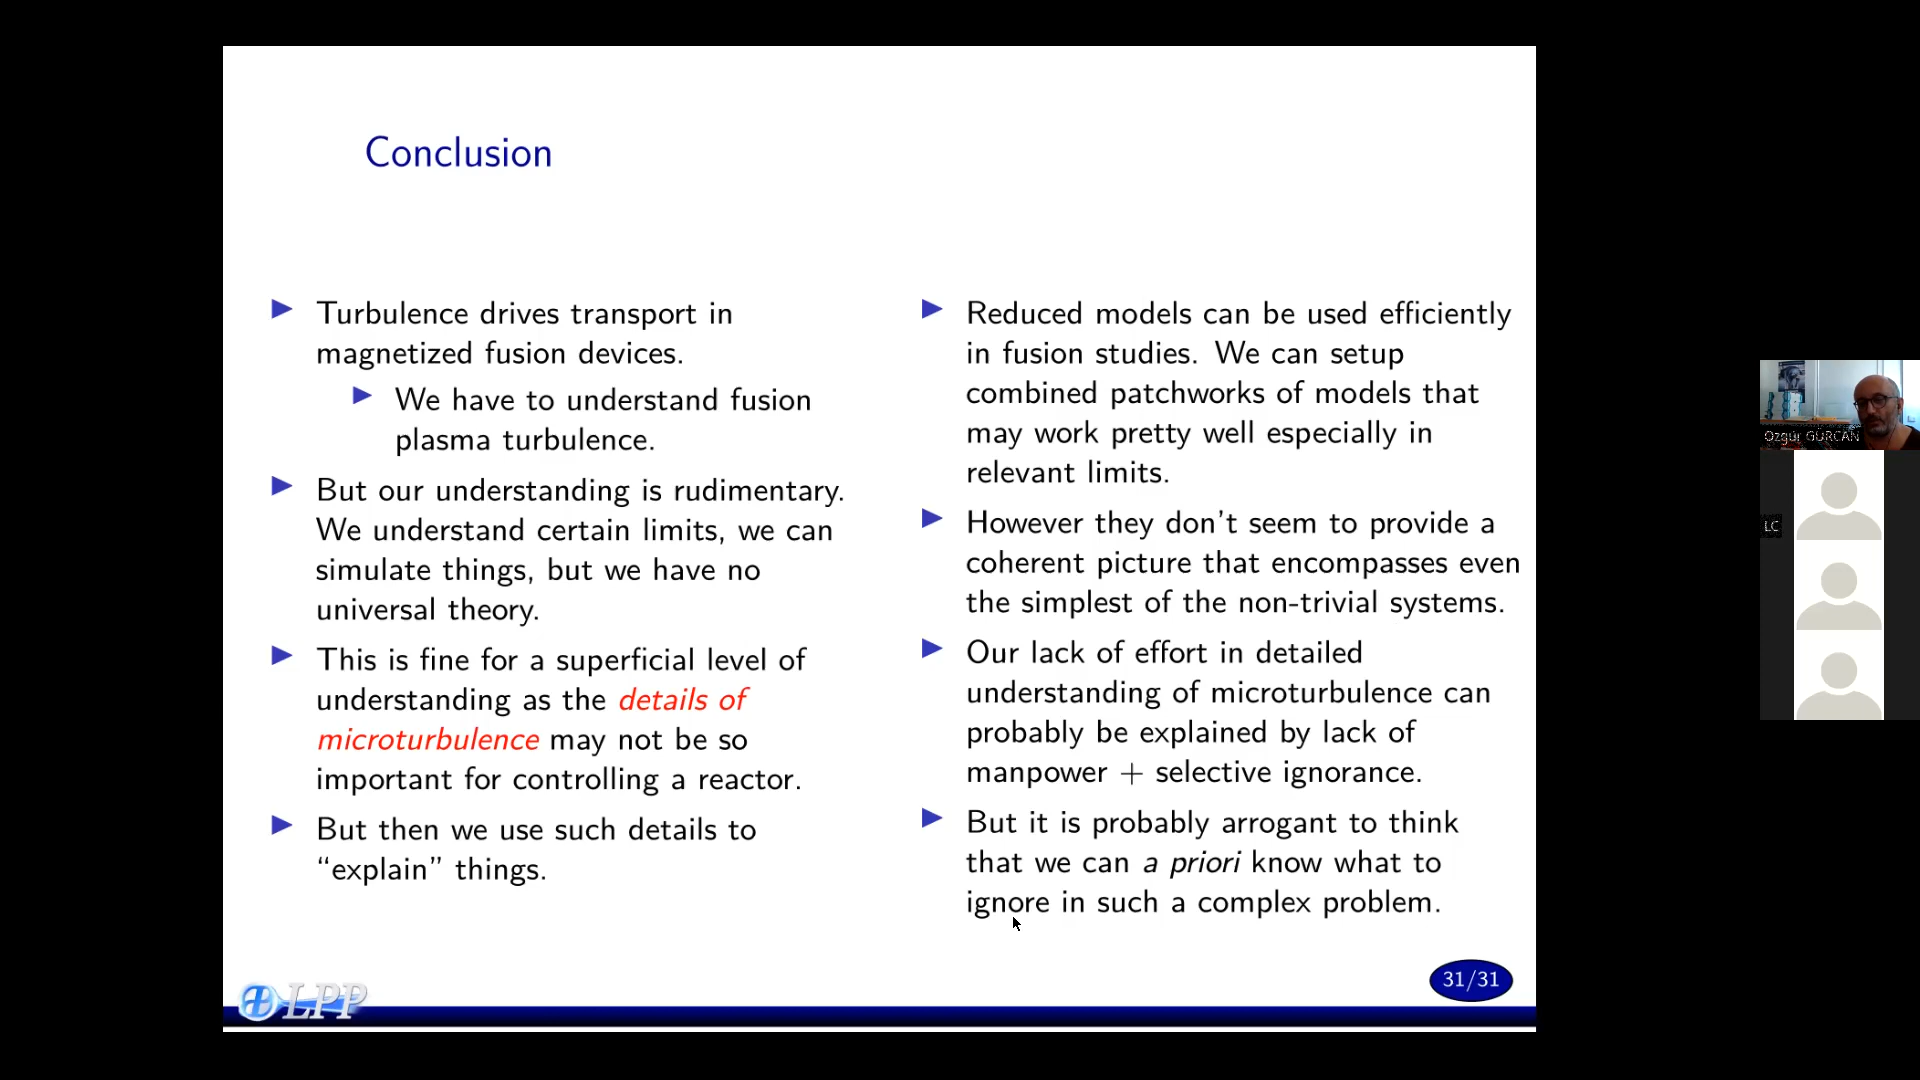 Conclusion
Turbulence drives transport in
magnetized fusion devices.
We have to understand fusion
plasma turbulence.
But our understanding is rudimentary.
We understand certain limits, we can
simulate things, but we have no
universal theory.
This is fine for a superficial level of
understanding as the details of
microturbulence may not be so
important for controlling a reactor.
But then we use such details to
“explain” things.
Reduced models can be used efficiently
in fusion studies. We can setup
combined patchworks of models that
may work pretty well especially in
relevant limits.
However they don’t seem to provide a
coherent picture that encompasses even
the simplest of the non-trivial systems.
Our lack of effort in detailed
understanding of microturbulence can
probably be explained by lack of
manpower + selective ignorance.
But it is probably arrogant to think
that we can a priori know what to
ignore in such a complex problem.
31/31
LPP
Ozgur GURCAN
LC